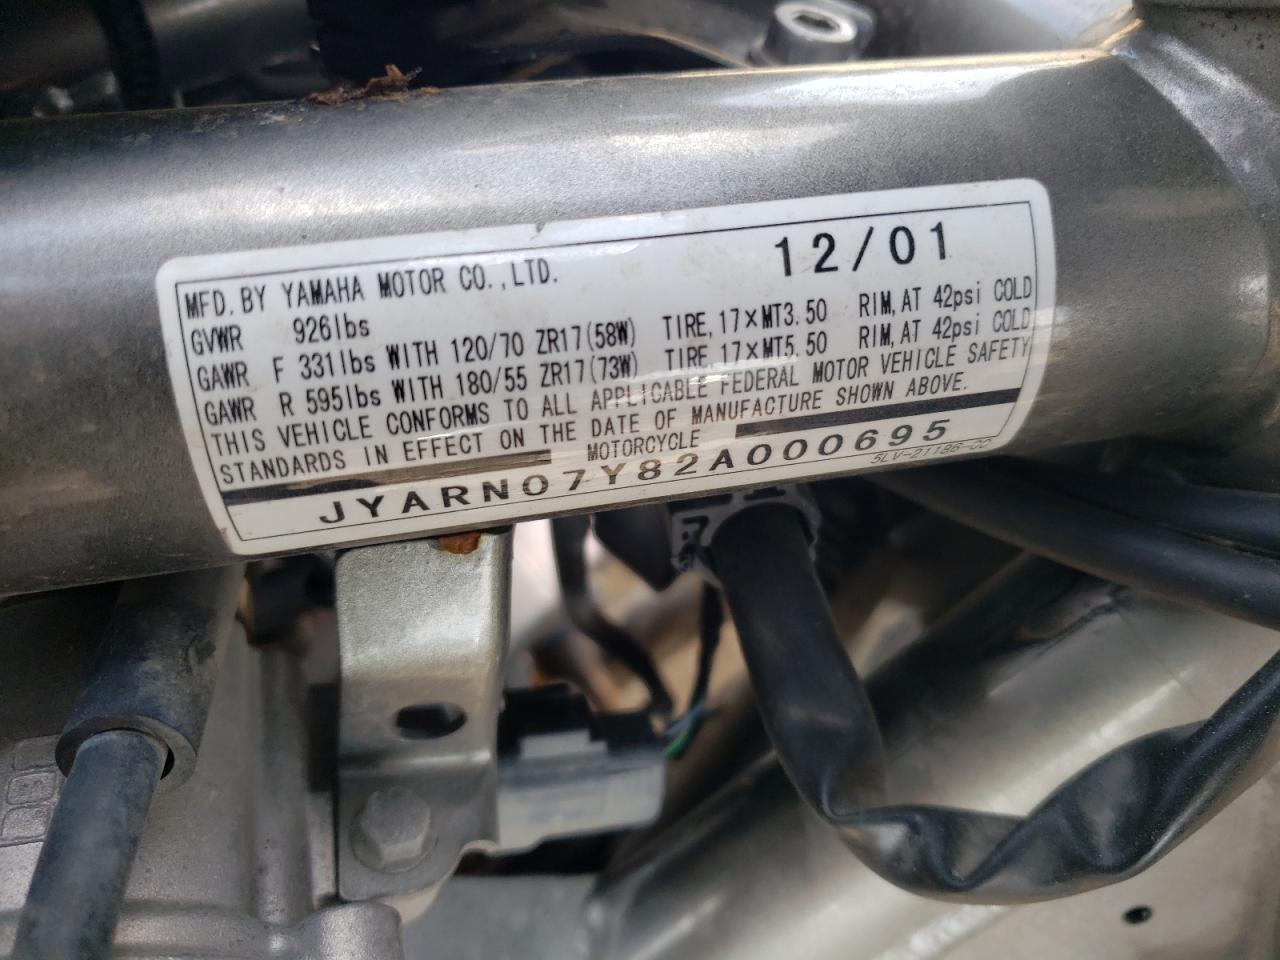 12/01
MFD. BY YAMAHA MOTOR CO., LTD.
GVWR 926lbs
GAWR F 331lbs WITH 120/70 ZR17(58W) TIRE, 17×MT3.50 RIM, AT 42psi COLD
GAWR R 595lbs WITH 180/55 ZR17(73W) TIRE, 17×MT5.50 RIM, AT 42psi COLD
THIS VEHICLE CONFORMS TO ALL APPLICABLE FEDERAL MOTOR VEHICLE SAFETY
STANDARDS IN EFFECT ON THE DATE OF MANUFACTURE SHOWN ABOVE.
MOTORCYCLE
JYARN07Y82A000695
5LV-21186-00